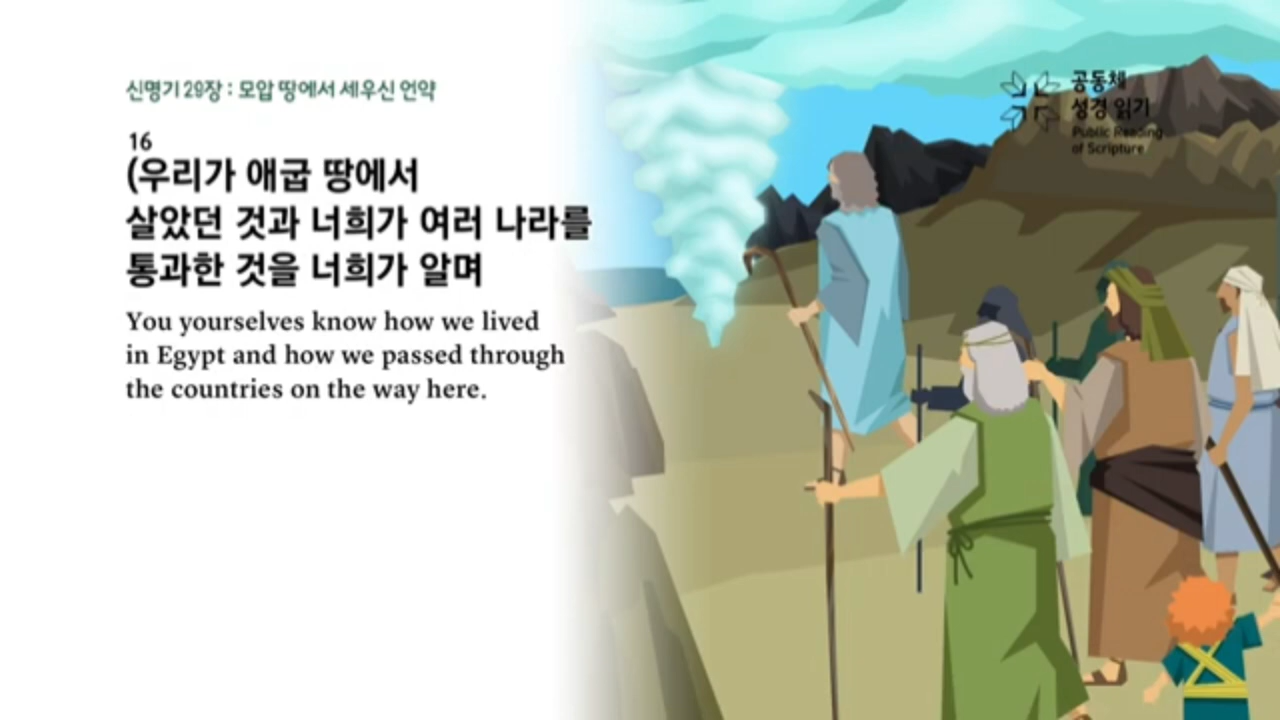 신명기 29장 : 모압 땅에서 세우신 언약
16
(우리가 애굽 땅에서
살았던 것과 너희가 여러 나라를
통과한 것을 너희가 알며
You yourselves know how we lived
in Egypt and how we passed through
the countries on the way here.
공동체
성경 읽기
Public Reading
of Scripture